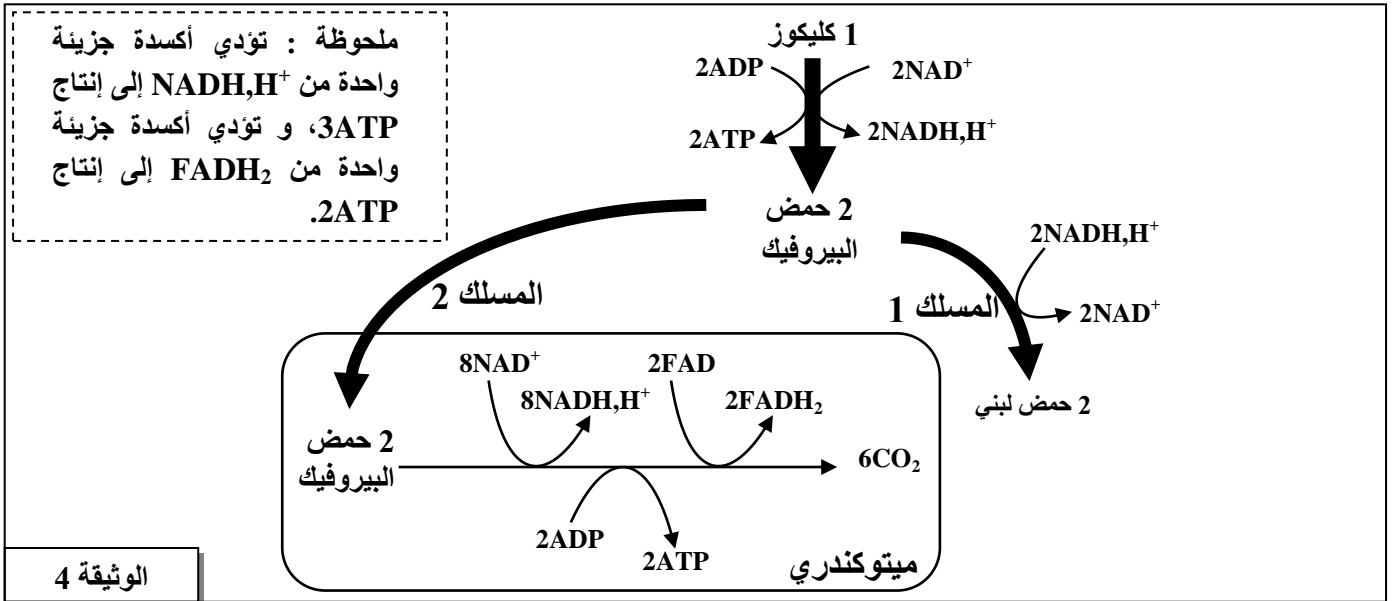 ملحوظة : تؤدي أكسدة جزيئة
واحدة من NADH,H⁺ إلى إنتاج
3ATP، و تؤدي أكسدة جزيئة
واحدة من FADH₂ إلى إنتاج
2ATP.
1 كليكوز
2ADP
2NAD⁺
2ATP
2NADH,H⁺
2 حمض
البيروفيك
2NADH,H⁺
المسلك 2
المسلك 1
2NAD⁺
2 حمض لبني
8NAD⁺
2FAD
8NADH,H⁺
2FADH₂
2 حمض
البيروفيك
6CO₂
2ADP
2ATP
ميتوكندري
الوثيقة 4